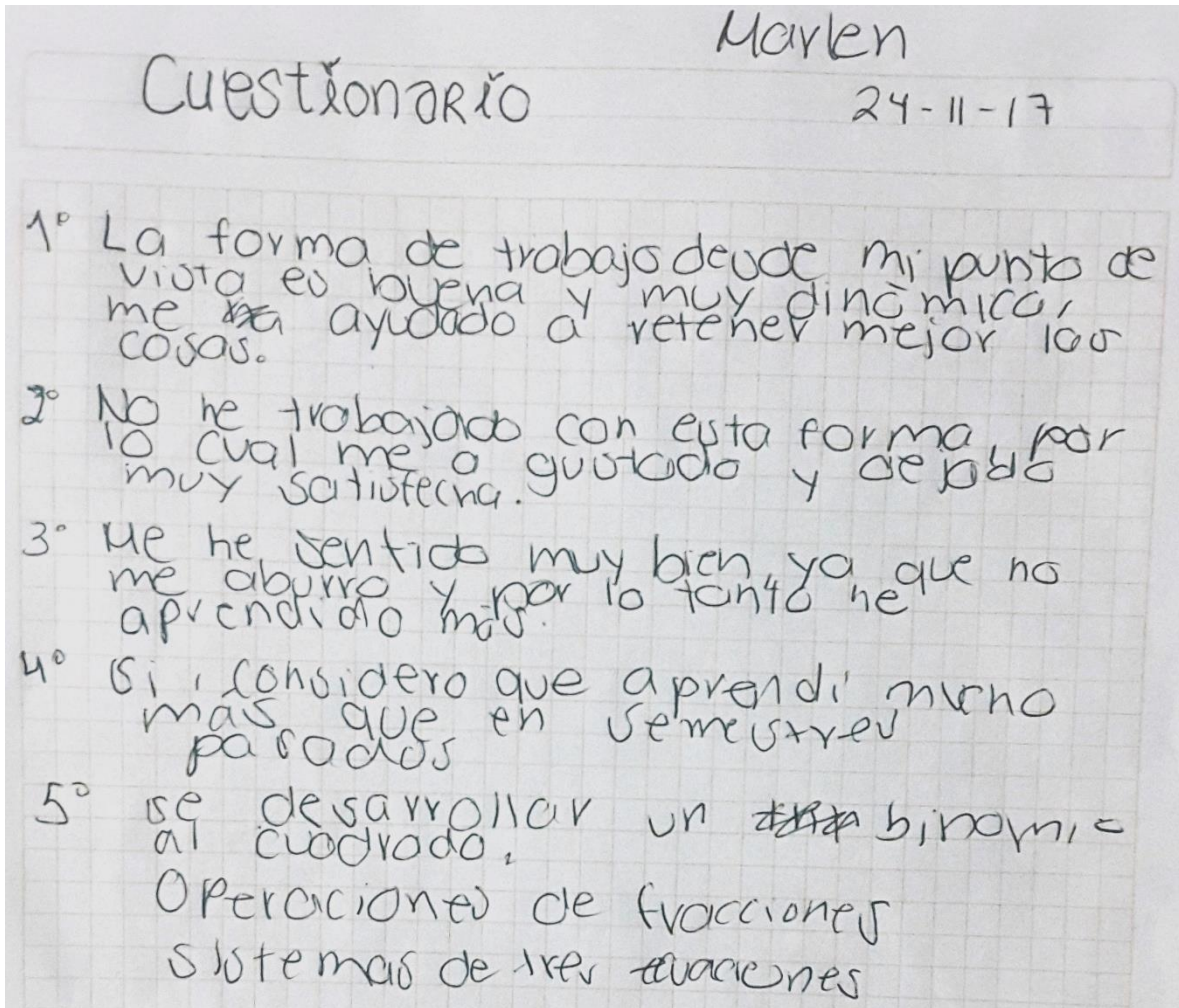 Marlen
Cuestionario
24-11-17
1° La forma de trabajo desde mi punto de
vista es buena y muy dinámica,
me ha ayudado a retener mejor las
cosas.
2° No he trabajado con esta forma, por
lo cual me a gustado y dejado
muy satisfecha.
3° Me he sentido muy bien, ya que no
me aburro y por lo tanto he
aprendido más.
4° Si, considero que aprendí mucho
más que en semestres
pasados
5° se desarrollar un binomio
al cuadrado.
Operaciones de fracciones
sistemas de tres ecuaciones